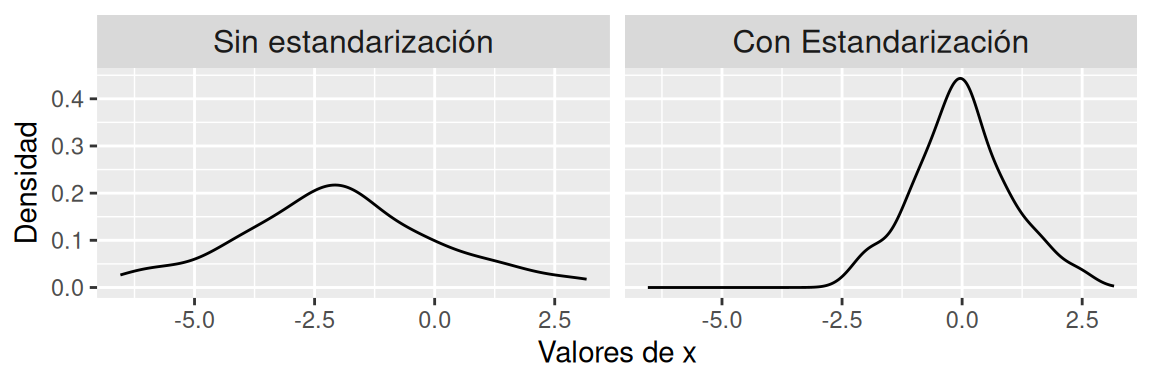 Sin estandarización
Con Estandarización
Densidad
0.4
0.3
0.2
0.1
0.0
-5.0 -2.5 0.0 2.5
-5.0 -2.5 0.0 2.5
Valores de x